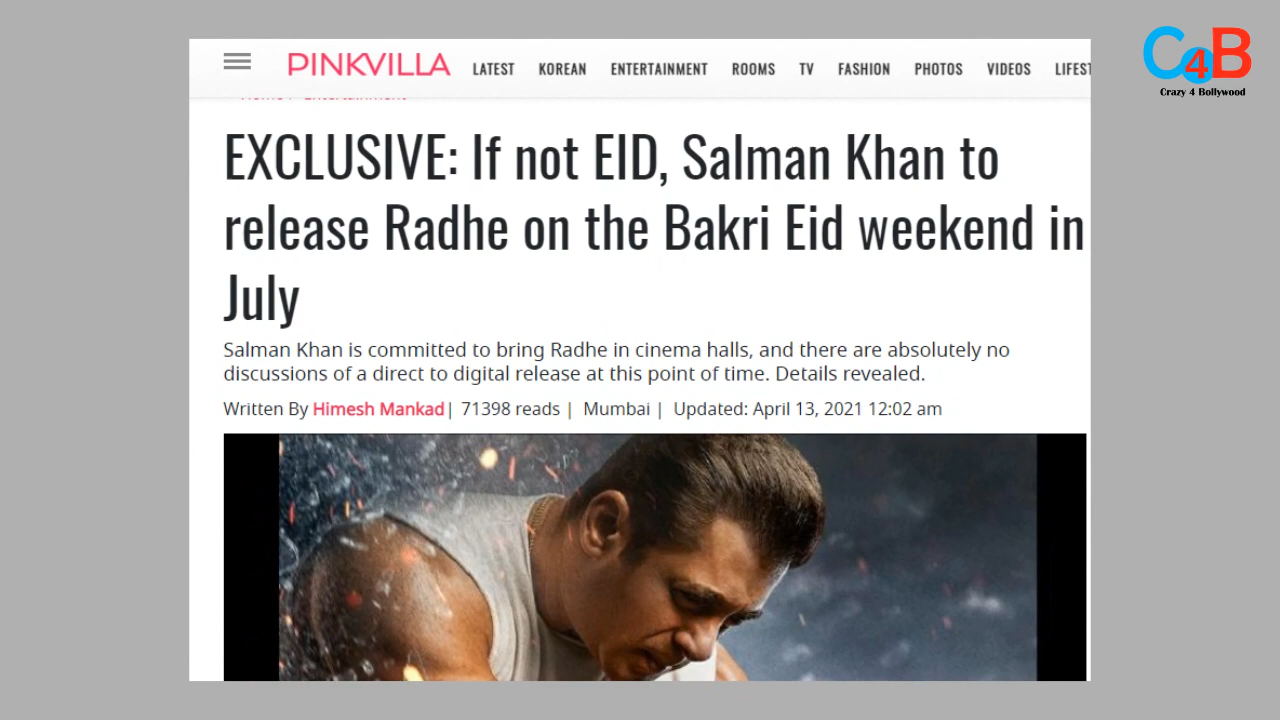 PINKVILLA LATEST KOREAN ENTERTAINMENT ROOMS TV FASHION PHOTOS VIDEOS LIFEST
C4B
Crazy 4 Bollywood
EXCLUSIVE: If not EID, Salman Khan to
release Radhe on the Bakri Eid weekend in
July
Salman Khan is committed to bring Radhe in cinema halls, and there are absolutely no
discussions of a direct to digital release at this point of time. Details revealed.
Written By Himesh Mankad| 71398 reads | Mumbai | Updated: April 13, 2021 12:02 am